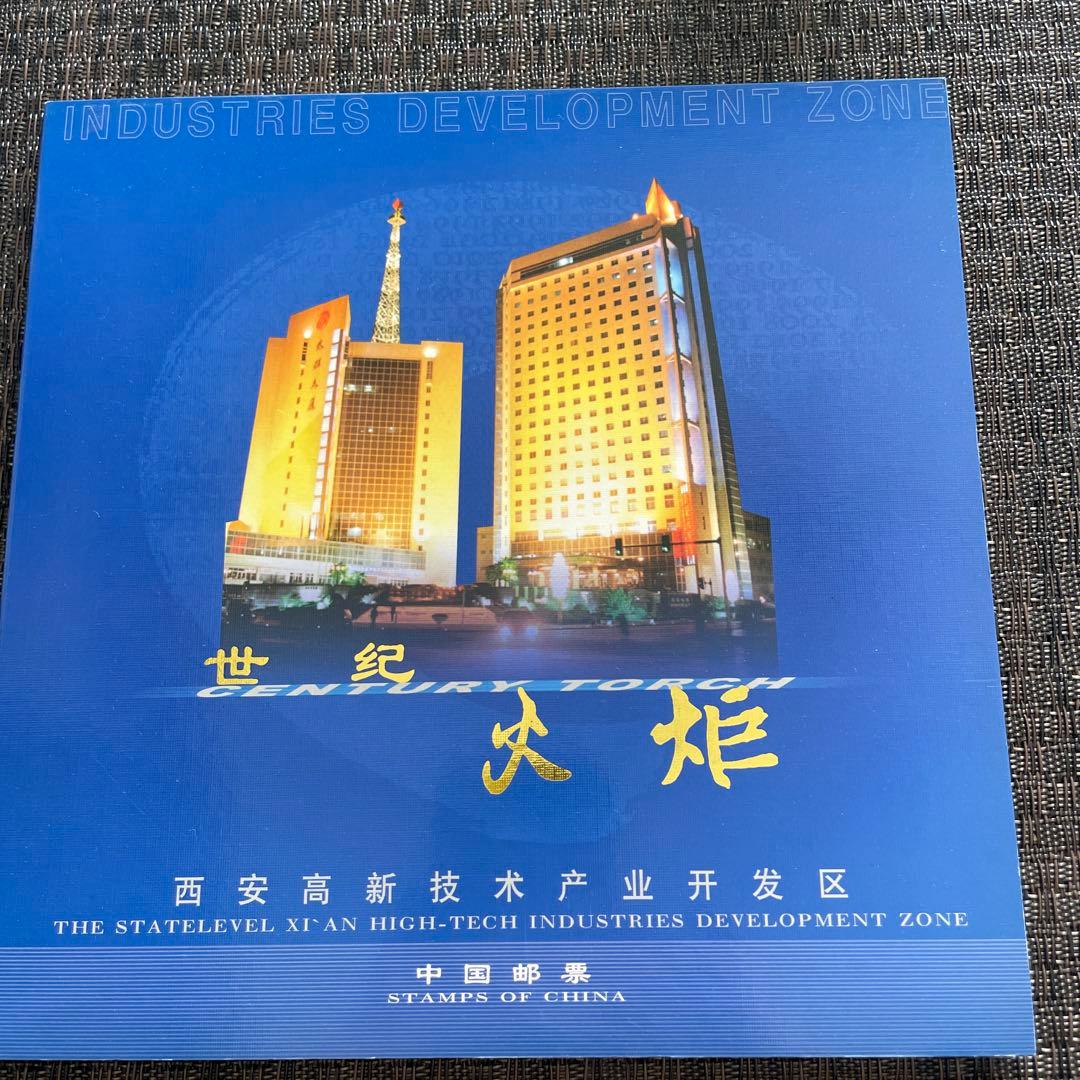 INDUSTRIES DEVELOPMENT ZONE
世纪
CENTURY TORCH
火炬
西安高新技术产业开发区
THE STATELEVEL XI`AN HIGH-TECH INDUSTRIES DEVELOPMENT ZONE
中国邮票
STAMPS OF CHINA